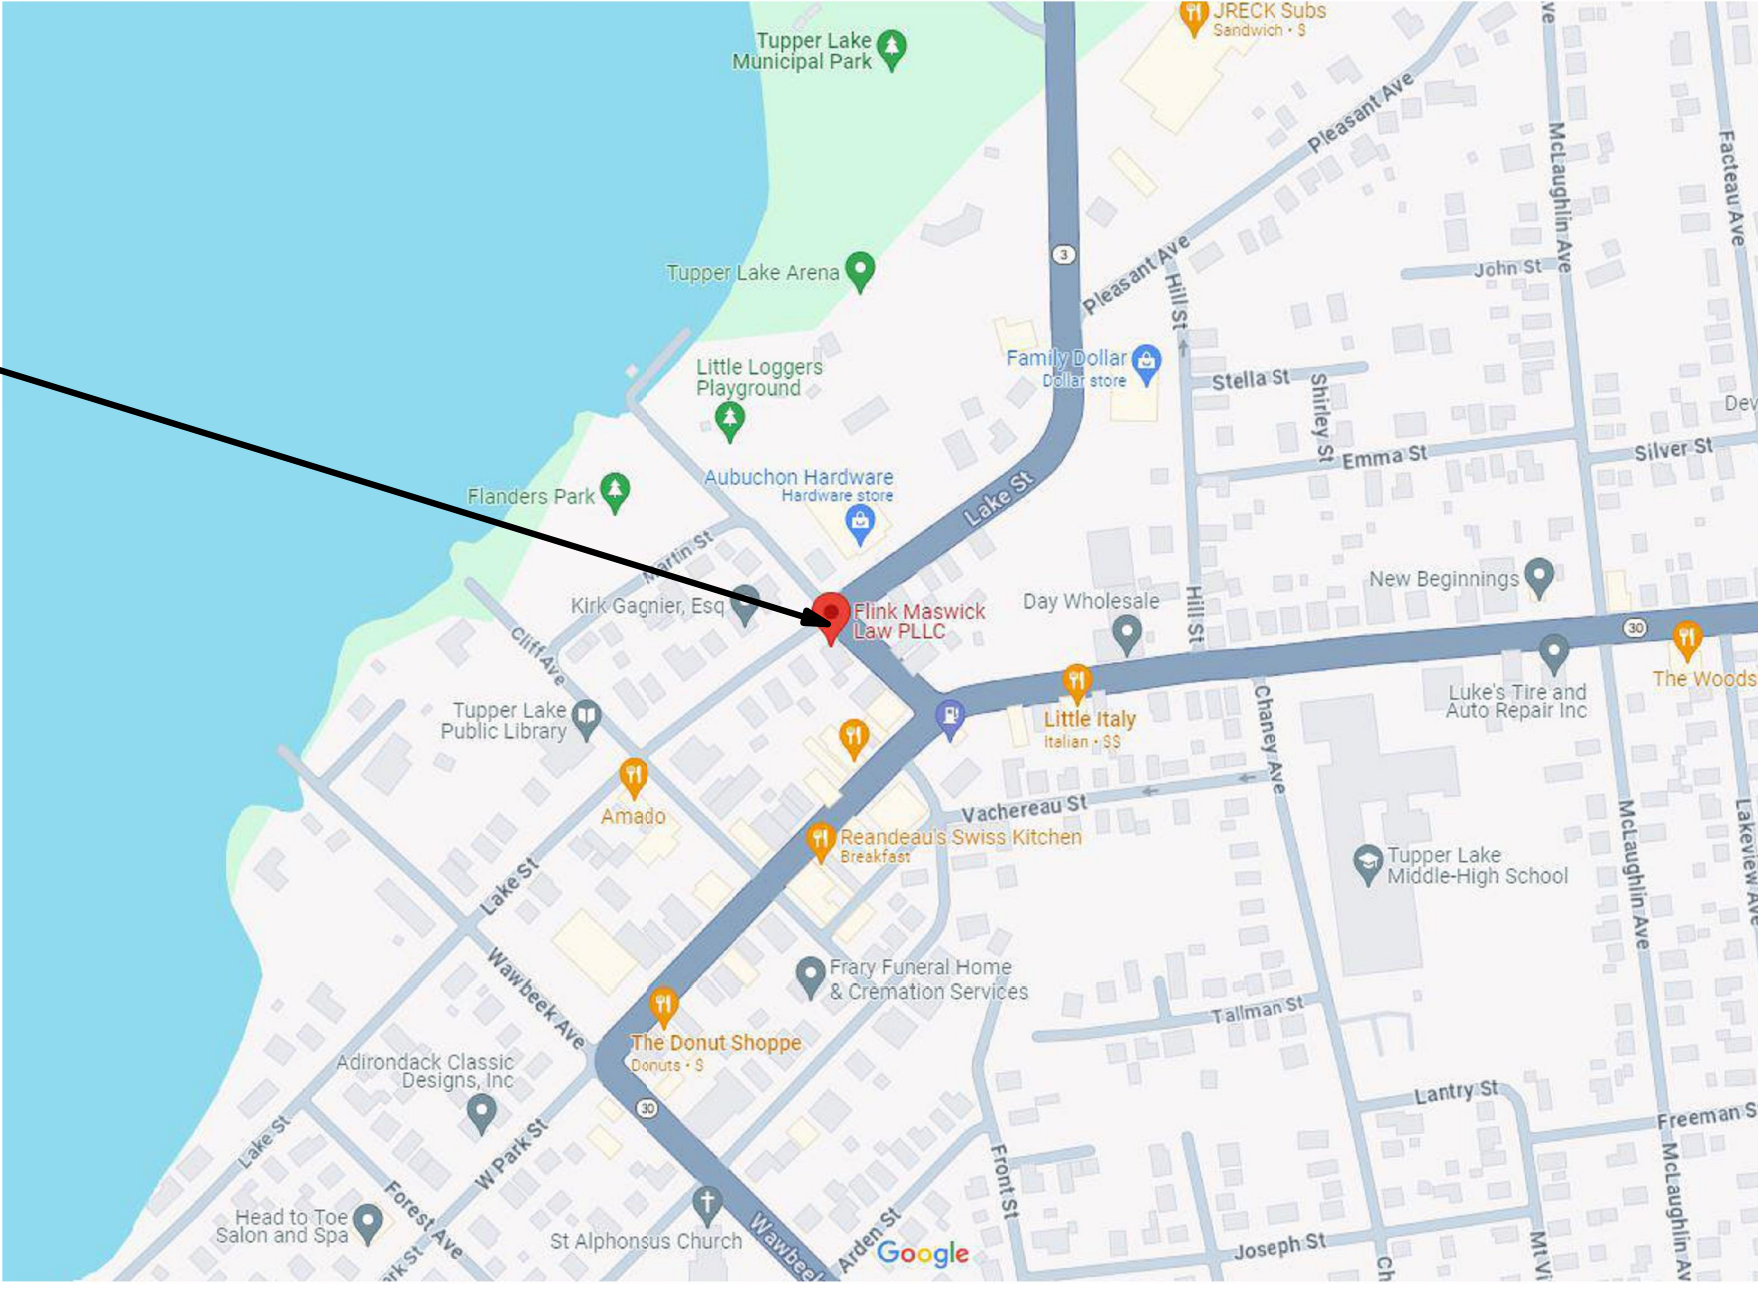 JRECK Subs
Sandwich • $
Tupper Lake
Municipal Park
Pleasant Ave
McLaughlin Ave
Facteau Ave
3
Pleasant Ave
Hill St
John St
Tupper Lake Arena
Little Loggers
Playground
Family Dollar
Dollar store
Stella St
Shirley St
Emma St
Silver St
Aubuchon Hardware
Hardware store
Flanders Park
Lake St
Martin St
Kirk Gagnier, Esq
Flink Maswick
Law PLLC
Day Wholesale
Hill St
New Beginnings
30
The Woods
Cliff Ave
Tupper Lake
Public Library
Little Italy
Italian • $$
Chaney Ave
Luke's Tire and
Auto Repair Inc
Amado
Vachereau St
Reandeau's Swiss Kitchen
Breakfast
Tupper Lake
Middle-High School
McLaughlin Ave
Lakeview Ave
Lake St
Wawbeek Ave
Frary Funeral Home
& Cremation Services
Tallman St
The Donut Shoppe
Donuts • $
Adirondack Classic
Designs, Inc
30
Lantry St
Freeman S
Lake St
W Park St
Forest Ave
Front St
McLaughlin Av
Head to Toe
Salon and Spa
St Alphonsus Church
Wawbeek
Arden St
Google
Joseph St
Ch
Mt Vi
rk St